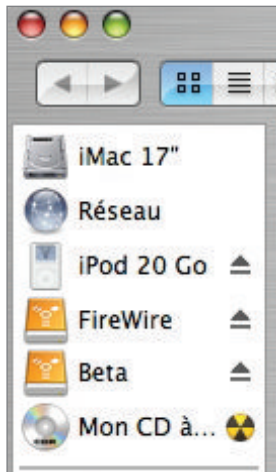 iMac 17"
Réseau
iPod 20 Go
FireWire
Beta
Mon CD à...